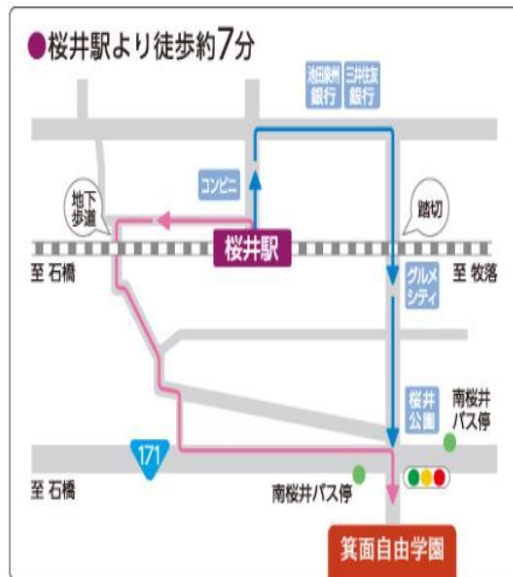 ●桜井駅より徒歩約7分
池田泉州
銀行
三井住友
銀行
コンビニ
地下
歩道
踏切
桜井駅
至 石橋
至 牧落
グルメ
シティ
桜井
公園
南桜井
バス停
171
至 石橋
南桜井バス停
箕面自由学園